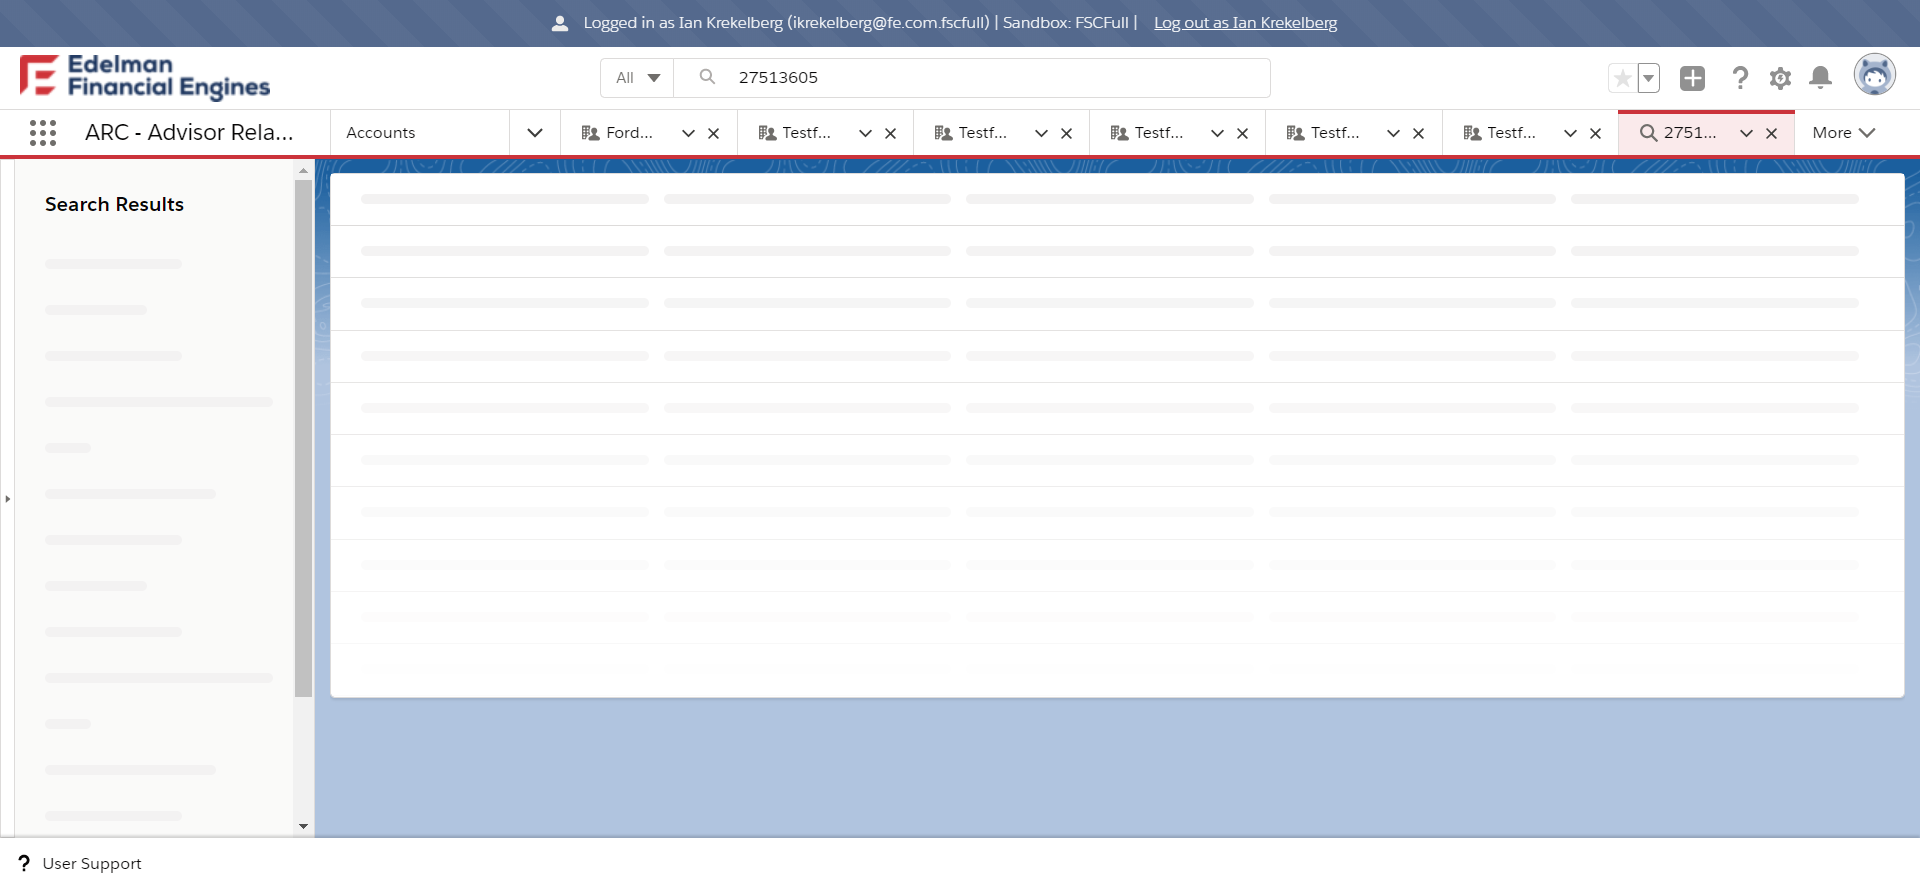 Logged in as Ian Krekelberg (ikrekelberg@fe.com.fscfull) | Sandbox: FSCFull | Log out as Ian Krekelberg
Edelman
Financial Engines
All
27513605
ARC - Advisor Rela...
Accounts
Ford...
Testf...
Testf...
Testf...
Testf...
Testf...
2751...
More
Search Results
User Support